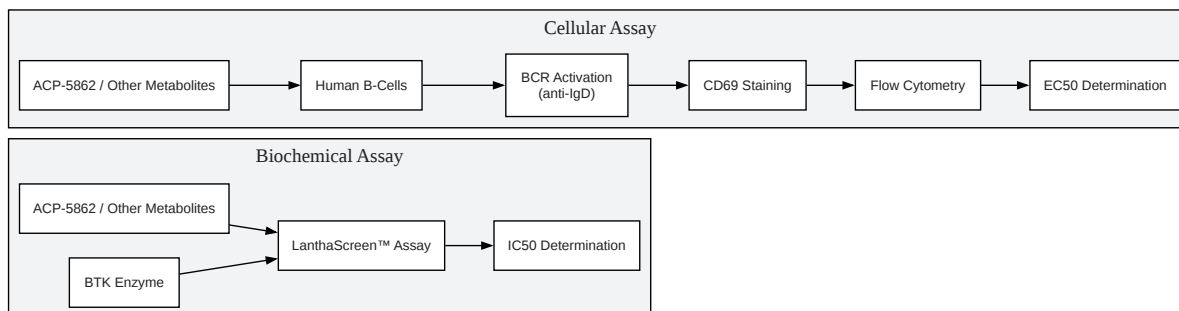 Cellular Assay
ACP-5862 / Other Metabolites
Human B-Cells
BCR Activation
(anti-IgD)
CD69 Staining
Flow Cytometry
EC50 Determination
Biochemical Assay
ACP-5862 / Other Metabolites
LanthaScreen™ Assay
IC50 Determination
BTK Enzyme